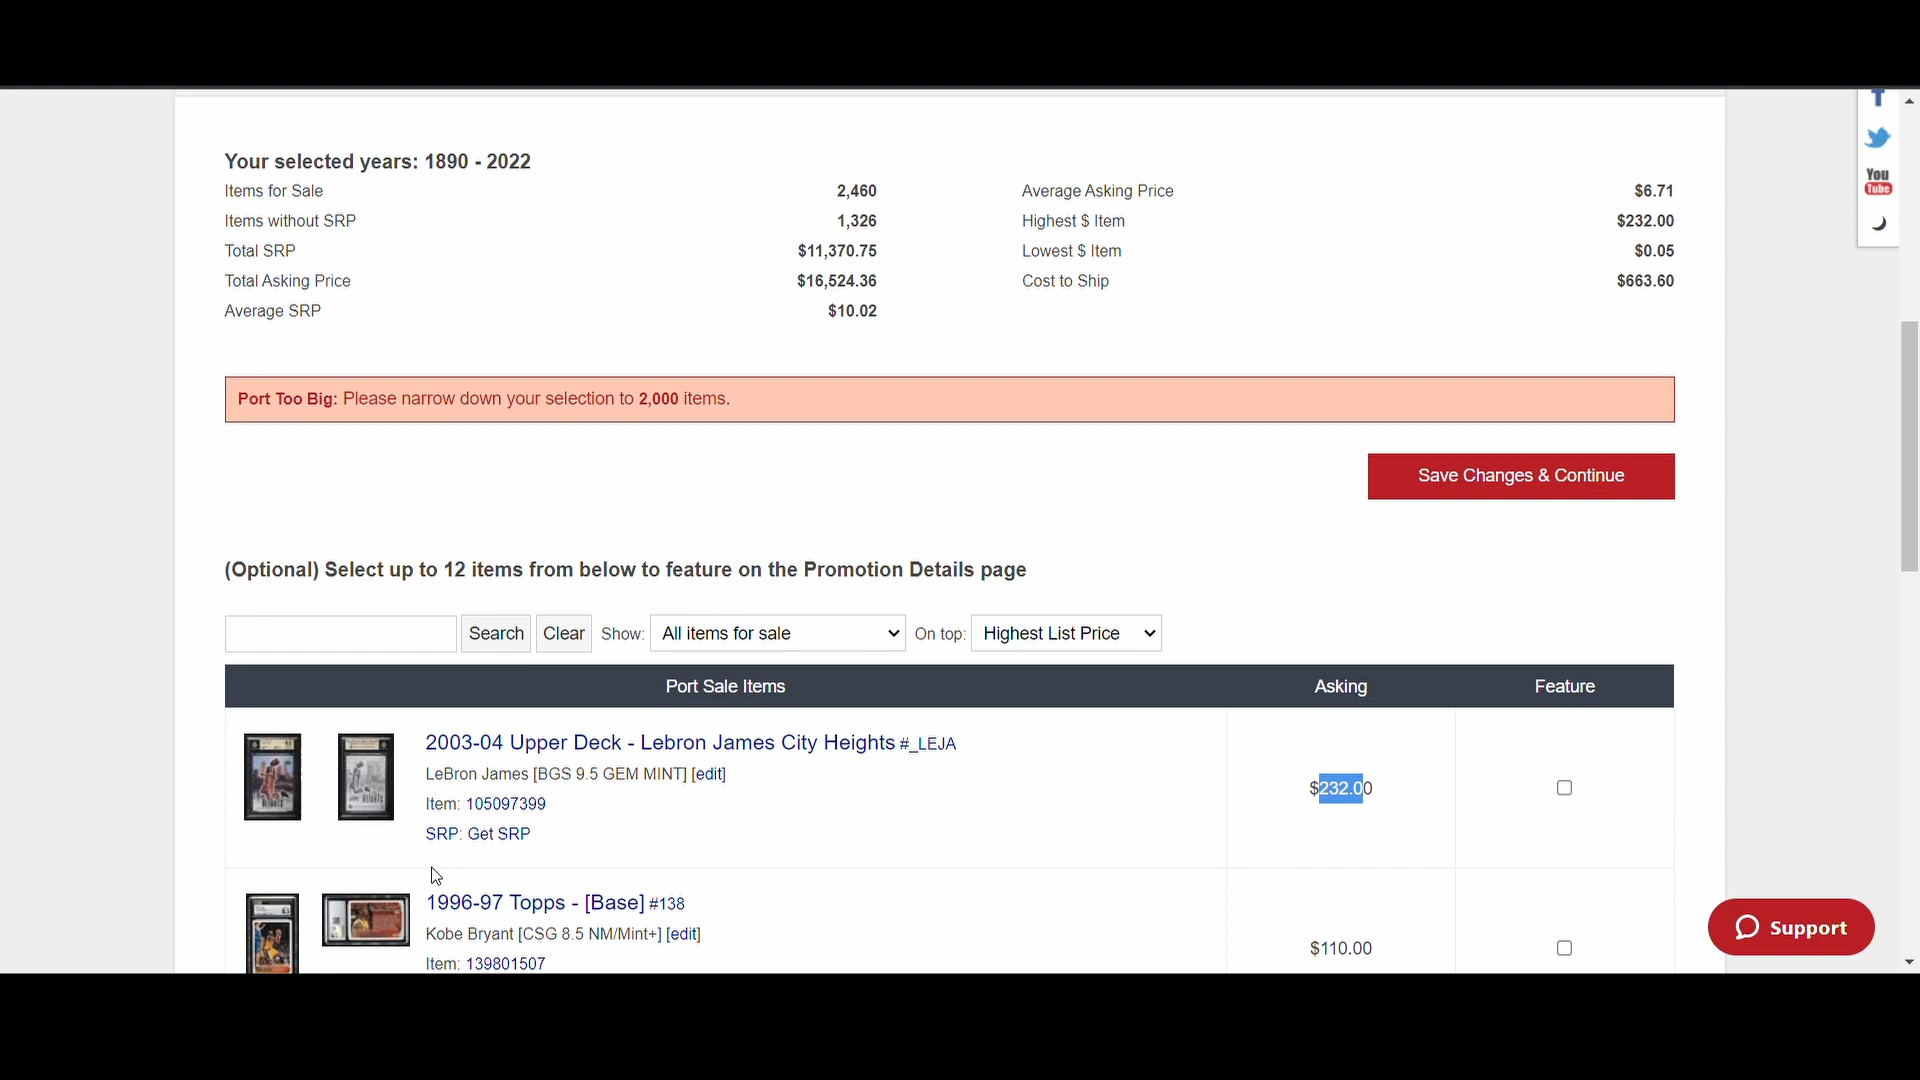 Your selected years: 1890 - 2022
Items for Sale 2,460 Average Asking Price $6.71
Items without SRP 1,326 Highest $ Item $232.00
Total SRP $11,370.75 Lowest $ Item $0.05
Total Asking Price $16,524.36 Cost to Ship $663.60
Average SRP $10.02
You
Tube
Port Too Big: Please narrow down your selection to 2,000 items.
Save Changes & Continue
(Optional) Select up to 12 items from below to feature on the Promotion Details page
Search Clear Show: All items for sale On top: Highest List Price
Port Sale Items Asking Feature
2003-04 Upper Deck - Lebron James City Heights #_LEJA
LeBron James [BGS 9.5 GEM MINT] [edit]
$232.00
Item: 105097399
SRP: Get SRP
1996-97 Topps - [Base] #138
Kobe Bryant [CSG 8.5 NM/Mint+] [edit]
$110.00
Item: 139801507
Support